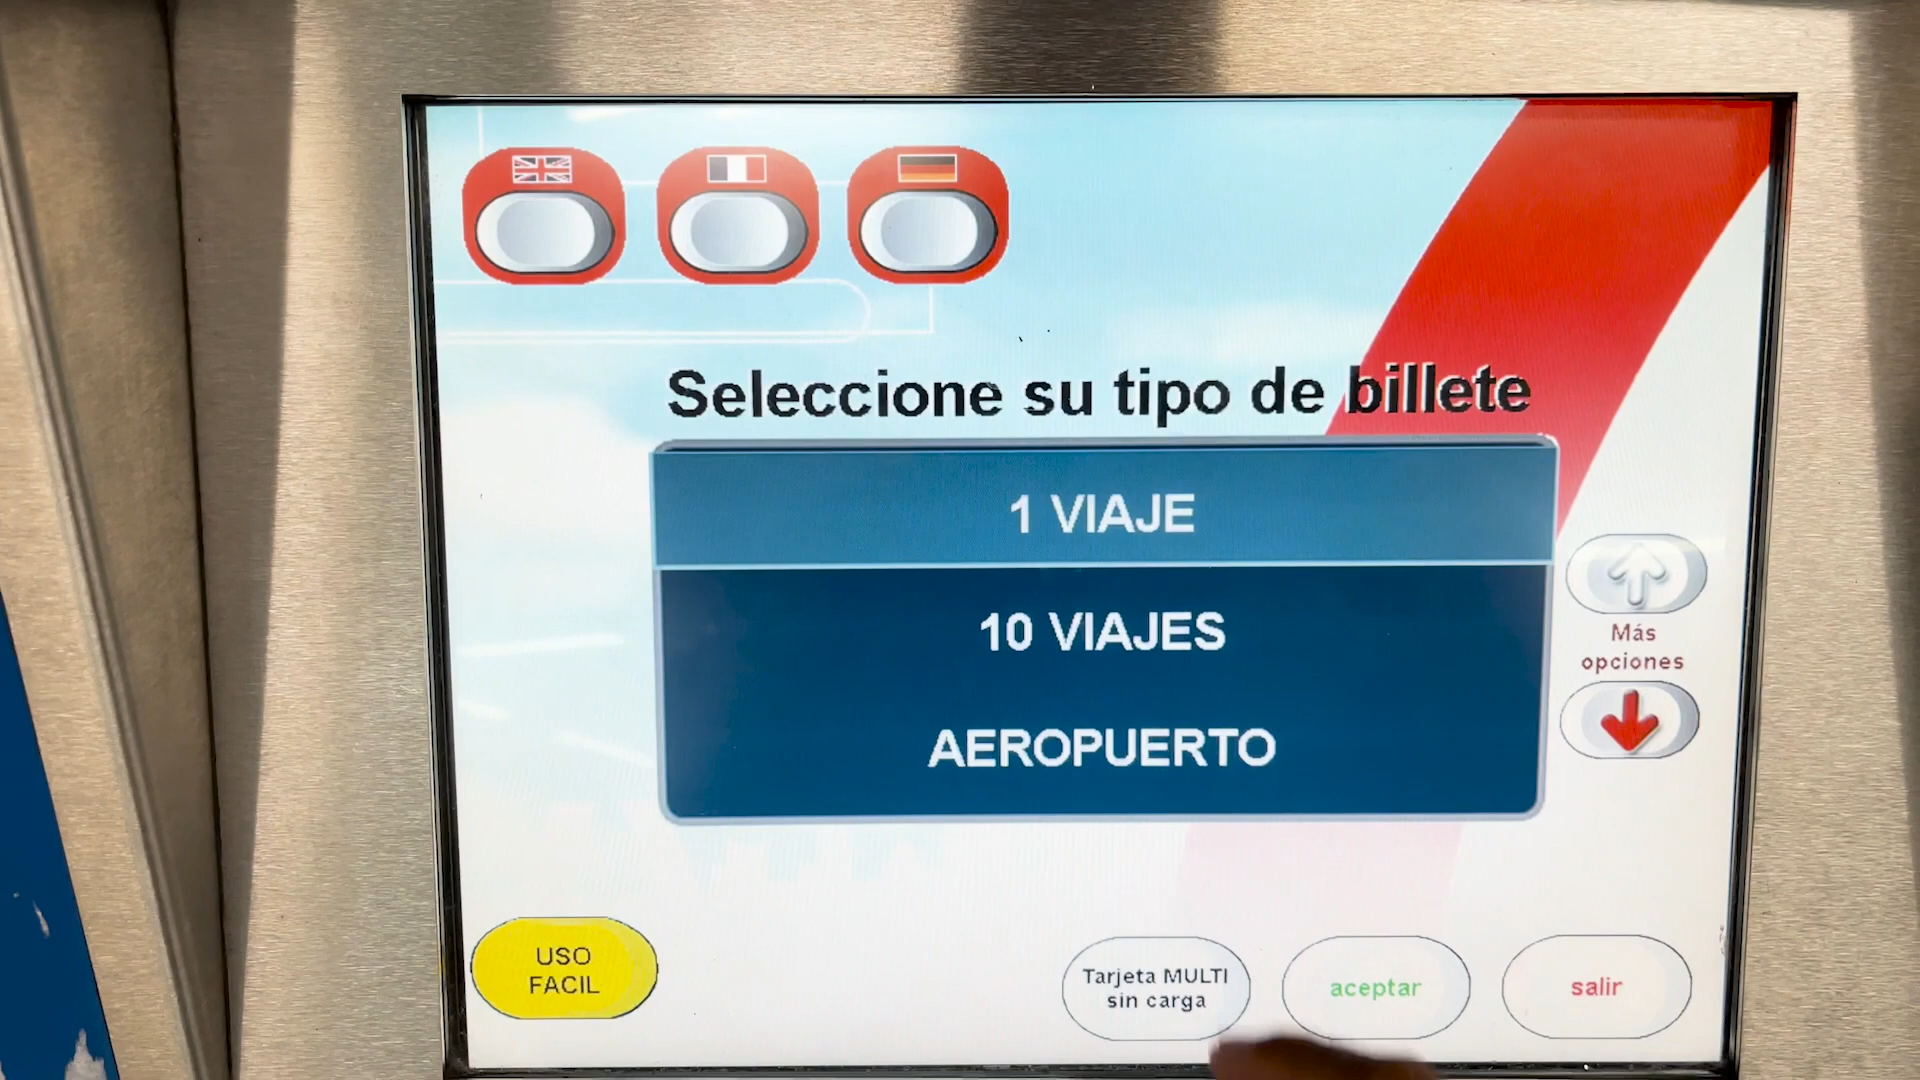 Seleccione su tipo de billete
1 VIAJE
10 VIAJES
AEROPUERTO
Más
opciones
USO
FACIL
Tarjeta MULTI
sin carga
aceptar
salir